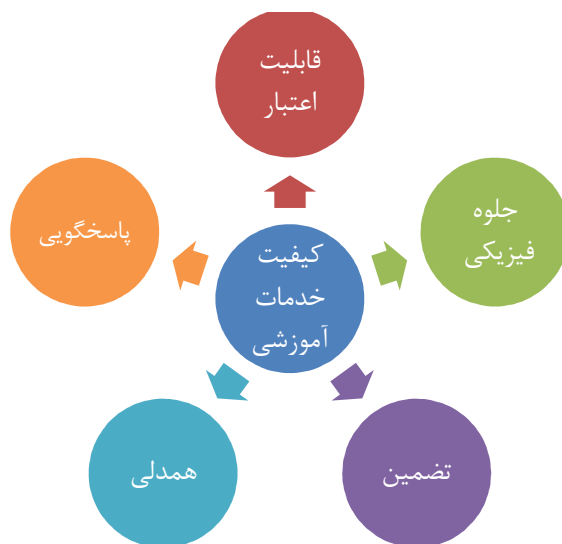 قابلیت
اعتبار
جلوه
فیزیکی
پاسخگویی
کیفیت
خدمات
آموزشی
تضمین
همدلی